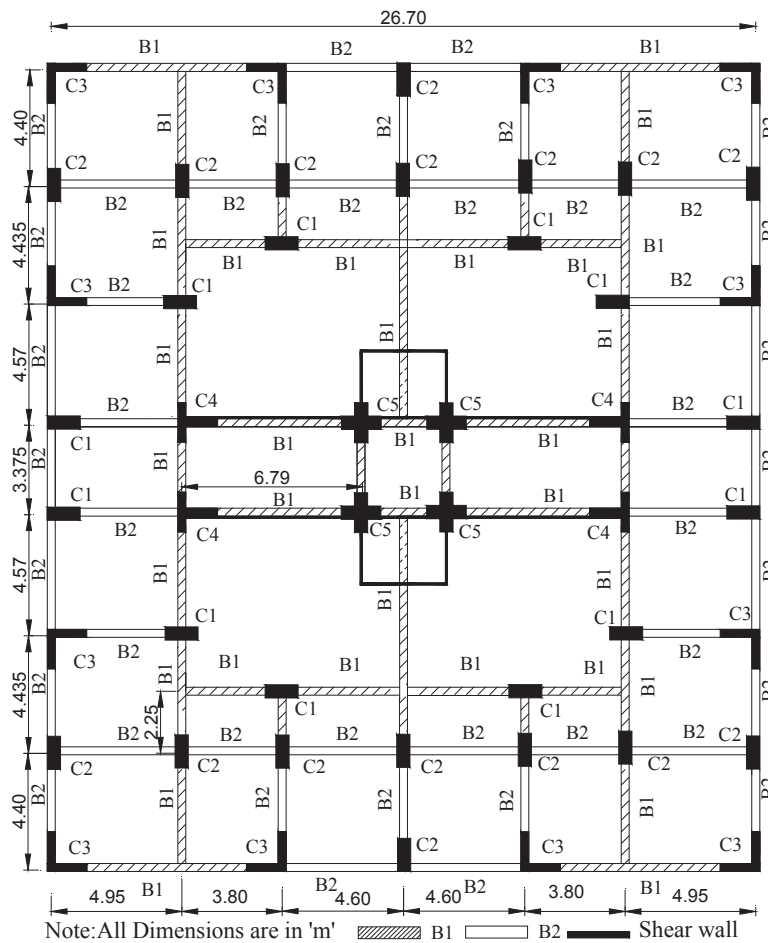 26.70
B1 B2 B2 B1
C3 C3 C2 C3 C3
4.40 B2 B1 B2 B2 B2 B1 B2
C2 C2 C2 C2 C2 C2 C2
B2 B2 B2 B2 B2 B2
4.435 B2 B1 C1 C1 B1 B2
B1 B1 B1 B1
C3 B2 C1 C1 B2 C3
4.57 B2 B1 B1 B1 B2
C4 C5 C5 C4
B2 B2 C1
C1 B1 B1 B1
3.375 B2 B1 B1 B2
6.79
C1 B1 B1 B1 C1
B2 C4 C5 C5 C4 B2
4.57 B2 B1 B1 B1 B2
C1 C1 C3
C3 B2 B2
4.435 B2 B1 B1 B1 B1 B1 B1 B2
2.25 C1 C1
B2 B2 B2 B2 B2 B2 C2
C2 C2 C2 C2 C2 C2
4.40 B2 B1 B2 B2 B2 B1 B2
C3 C3 C2 C3 C3
B1 B2 B2 B1
4.95 3.80 4.60 4.60 3.80 4.95
Note:All Dimensions are in 'm' B1 B2 Shear wall